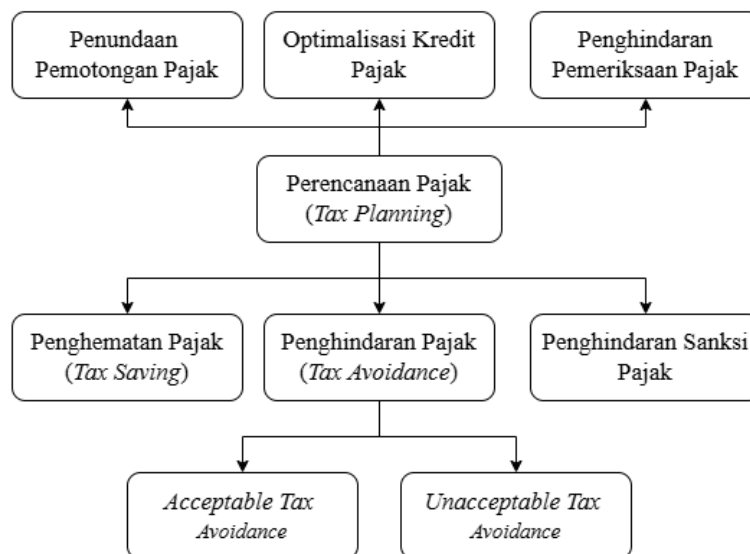 Penundaan
Pemotongan Pajak
Optimalisasi Kredit
Pajak
Penghindaran
Pemeriksaan Pajak
Perencanaan Pajak
(Tax Planning)
Penghematan Pajak
(Tax Saving)
Penghindaran Pajak
(Tax Avoidance)
Penghindaran Sanksi
Pajak
Acceptable Tax
Avoidance
Unacceptable Tax
Avoidance